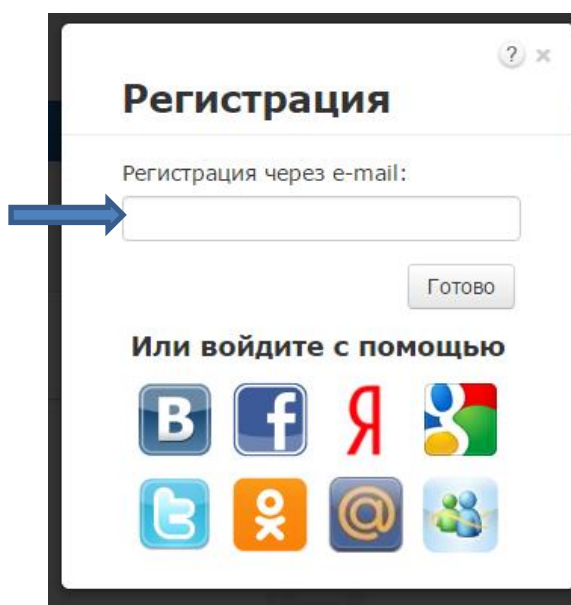 ?
Регистрация
Регистрация через e-mail:
Готово
Или войдите с помощью
В f Я g
t @